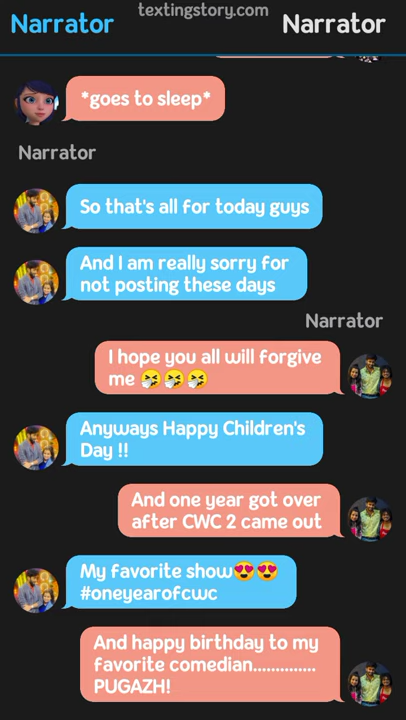 textingstory.com
Narrator Narrator
*goes to sleep*
Narrator
So that's all for today guys
And I am really sorry for
not posting these days
Narrator
I hope you all will forgive
me 🤧🤧🤧
Anyways Happy Children's
Day !!
And one year got over
after CWC 2 came out
My favorite show😍😍
#oneyearofcwc
And happy birthday to my
favorite comedian..............
PUGAZH!